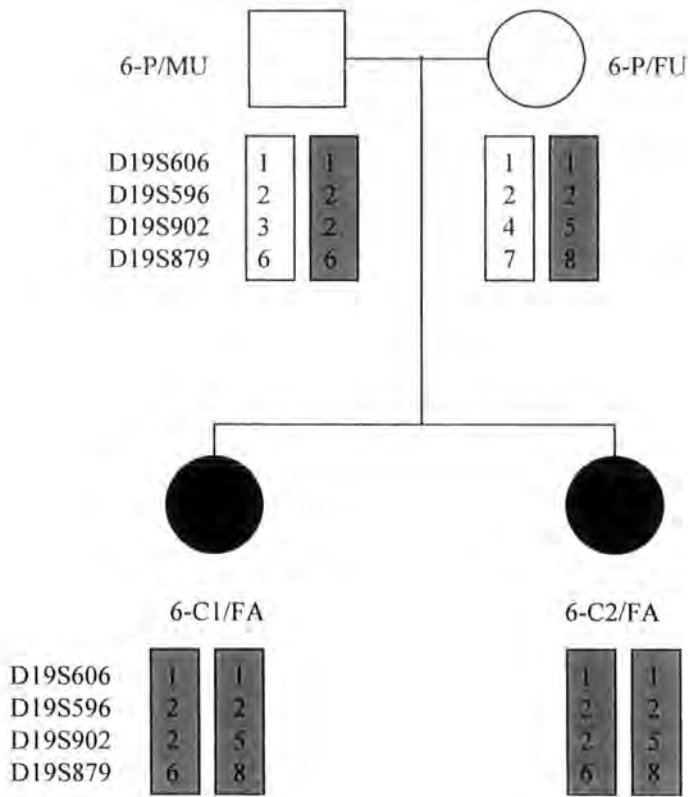 6-P/MU 6-P/FU
D19S606 1 1 1 1
D19S596 2 2 2 2
D19S902 3 2 4 5
D19S879 6 6 7 8
6-C1/FA 6-C2/FA
D19S606 1 1 1 1
D19S596 2 2 2 2
D19S902 2 5 2 5
D19S879 6 8 6 8